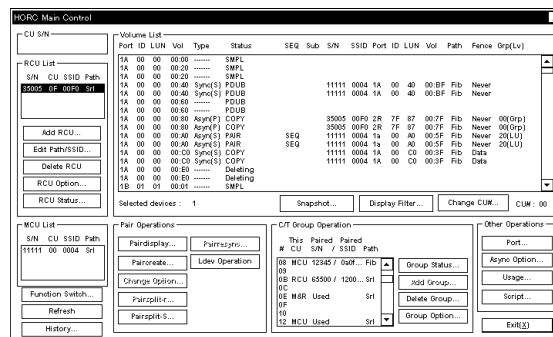 HORC Main Control
CU S/N
RCU List
S/N CU SSID Path
35005 0F 00F0 Srl
Add RCU...
Edit Path/SSID...
Delete RCU
RCU Option...
RCU Status...
Volume List
Port ID LUN Vol Type Status SEQ Sub S/N SSID Port ID LUN Vol Path Fence Grp(Lv)
1A 00 00 00:00 ------- SMPL
1A 00 00 00:20 ------- SMPL
1A 00 00 00:20 ------- SMPL
1A 00 00 00:40 Sync(S) PDUB 11111 0004 1A 00 40 00:BF Fib Never
1A 00 00 00:40 Sync(S) PDUB 11111 0004 1A 00 40 00:BF Fib Never
1A 00 00 00:60 ------- SMPL
1A 00 00 00:60 ------- SMPL
1A 00 00 00:80 Asyn(P) COPY 35005 00F0 2R 7F 87 00:7F Fib Never 00(Grp)
1A 00 00 00:80 Asyn(P) COPY 35005 00F0 2R 7F 87 00:7F Fib Never 00(Grp)
1A 00 00 00:A0 Asyn(S) PAIR SEQ 11111 0004 1a 00 A0 00:5F Fib Never 20(LU)
1A 00 00 00:A0 Asyn(S) PAIR SEQ 11111 0004 1a 00 A0 00:5F Fib Never 20(LU)
1A 00 00 00:C0 Sync(S) COPY 11111 0004 1A 00 C0 00:3F Fib Data
1A 00 00 00:C0 Sync(S) COPY 11111 0004 1A 00 C0 00:3F Fib Data
1A 00 00 00:E0 ------- Deleting
1A 00 00 00:E0 ------- Deleting
1B 01 01 00:01 ------- SMPL
Selected devices : 1
Snapshot...
Display Filter...
Change CU#...
CU# : 00
MCU List
S/N CU SSID Path
11111 00 0004 Srl
Function Switch...
Refresh
History...
Pair Operations
Pairdisplay...
Pairresync...
Paircreate...
Ldev Operation
Change Option...
Pairsplit-r...
Pairsplit-S...
C/T Group Operation
This Paired Paired
# CU S/N / SSID Path
08 MCU 12345 / 0a0f... Fib
09
0B RCU 65500 / 1200... Srl
0C
0E M&R Used Srl
0F
10
12 MCU Used Srl
Group Status...
Add Group...
Delete Group...
Group Option...
Other Operations
Port...
Async Option...
Usage...
Script...
Exit(X)